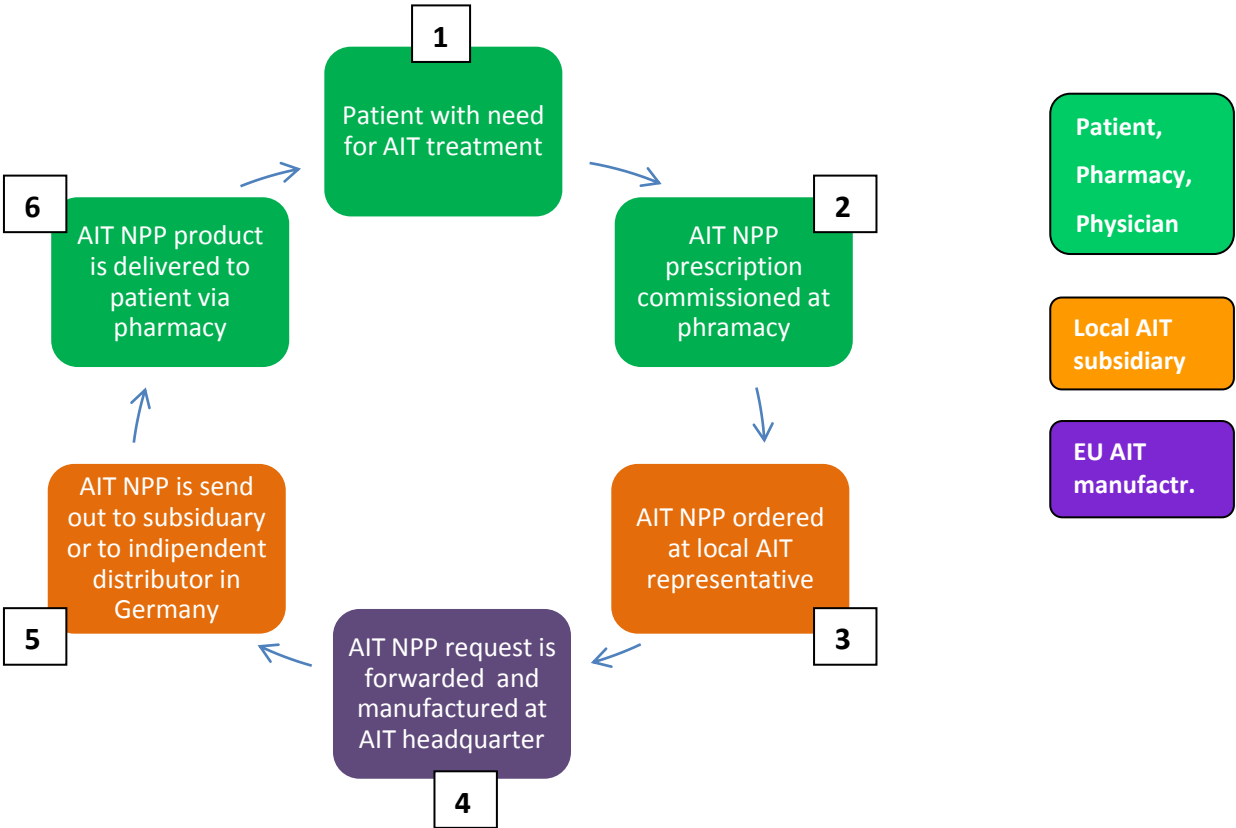 1
Patient with need
for AIT treatment
2
AIT NPP
prescription
commissioned at
phramacy
3
AIT NPP ordered
at local AIT
representative
4
AIT NPP request is
forwarded and
manufactured at
AIT headquarter
5
AIT NPP is send
out to subsiduary
or to indipendent
distributor in
Germany
6
AIT NPP product
is delivered to
patient via
pharmacy
Patient,
Pharmacy,
Physician
Local AIT
subsidiary
EU AIT
manufactr.